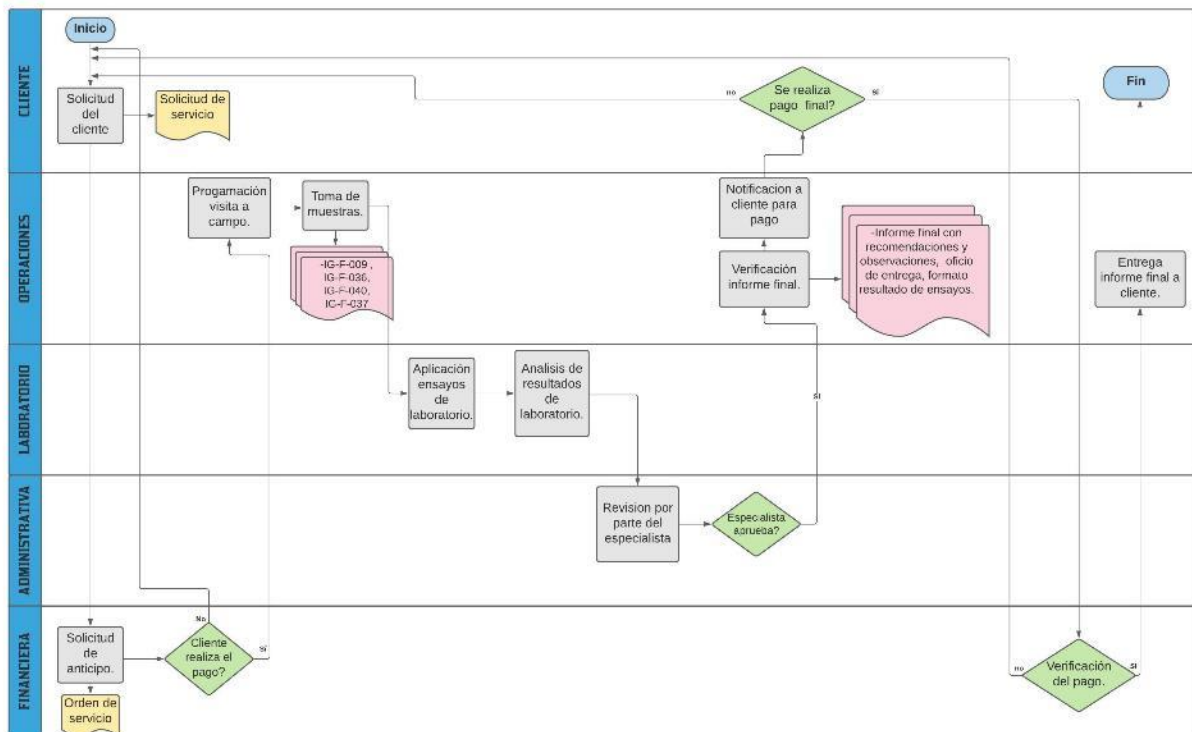 CLIENTE
Inicio
Solicitud
del
cliente
Solicitud de
servicio
no
Se realiza
pago final?
Sí
Fin
OPERACIONES
Progamación
visita a
campo.
Toma de
muestras.
-IG-F-009 ,
IG-F-036,
IG-F-040,
IG-F-037
Notificacion a
cliente para
pago
Verificación
informe final.
-Informe final con
recomendaciones y
observaciones, oficio
de entrega, formato
resultado de ensayos.
Entrega
informe final a
cliente.
LABORATORIO
Aplicación
ensayos
de
laboratorio.
Analisis de
resultados
de
laboratorio.
SI
ADMINISTRATIVA
Revision por
parte del
especialista
Especialista
aprueba?
FINANCIERA
Solicitud
de
anticipo.
Orden de
servicio
No
Cliente
realiza el
pago?
Sí
no
Verificación
del pago.
SI